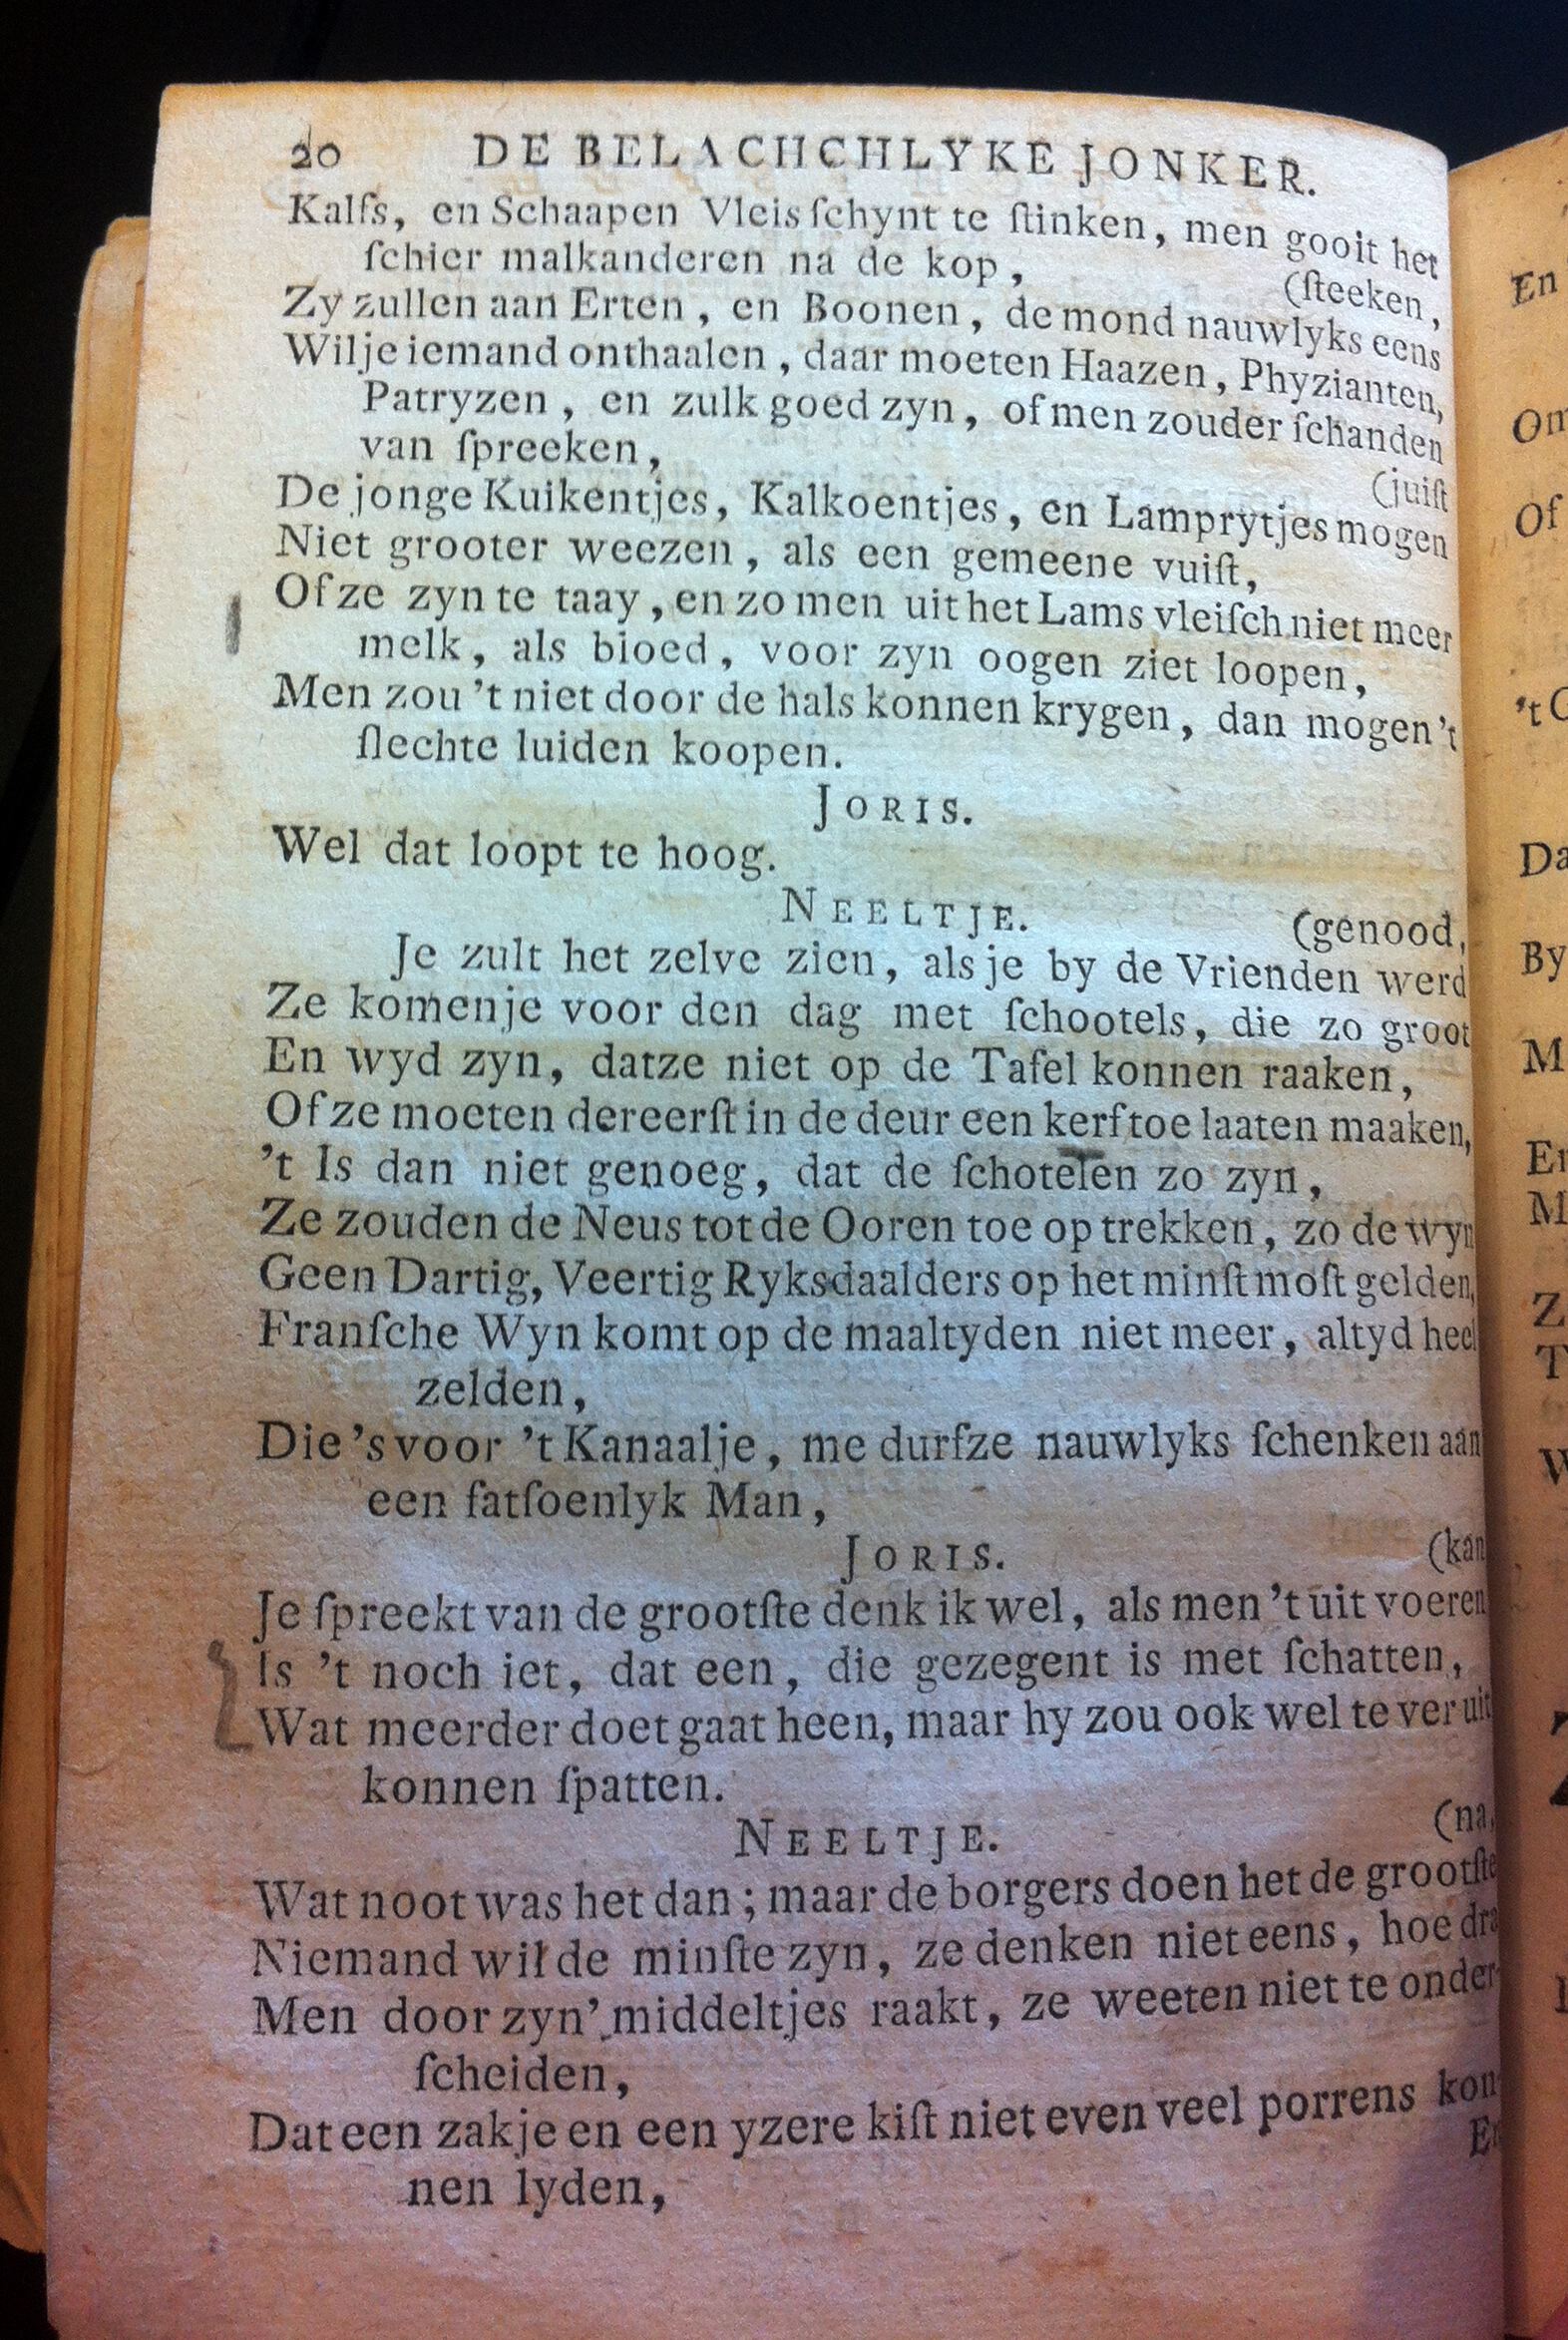 20 DE BELACHCHLYKE JONKER.
Kalfs, en Schaapen Vleis ſchynt te ſtinken, men gooit het
ſchier malkanderen na de kop,
(ſteeken,
Zy zullen aan Erten, en Boonen, de mond nauwlyks eens
Wil je iemand onthaalen, daar moeten Haazen, Phyzianten,
Patryzen, en zulk goed zyn, of men zouder ſchanden
van ſpreeken,
(juiſt
De jonge Kuikentjes, Kalkoentjes, en Lamprytjes mogen
Niet grooter weezen, als een gemeene vuiſt,
Of ze zyn te taay, en zo men uit het Lams vleiſch niet meer
melk, als bloed, voor zyn oogen ziet loopen,
Men zou 't niet door de hals konnen krygen, dan mogen 't
ſlechte luiden koopen.
JORIS.
Wel dat loopt te hoog.
NEELTJE.
(genood,
Je zult het zelve zien, als je by de Vrienden werd
Ze komen je voor den dag met ſchootels, die zo groot
En wyd zyn, datze niet op de Tafel konnen raaken,
Of ze moeten dereerſt in de deur een kerf toe laaten maaken,
't Is dan niet genoeg, dat de ſchotelen zo zyn,
Ze zouden de Neus tot de Ooren toe op trekken, zo de wyn
Geen Dartig, Veertig Ryksdaalders op het minſt moſt gelden,
Franſche Wyn komt op de maaltyden niet meer, altyd heel
zelden,
Die 's voor 't Kanaalje, me durfze nauwlyks ſchenken aan
een fatſoenlyk Man,
JORIS.
(kan
Je ſpreekt van de grootſte denk ik wel, als men 't uit voeren
Is 't noch iet, dat een, die gezegent is met ſchatten,
Wat meerder doet gaat heen, maar hy zou ook wel te ver uit
konnen ſpatten.
NEELTJE.
(na,
Wat noot was het dan; maar de borgers doen het de grootſte
Niemand wil de minſte zyn, ze denken niet eens, hoe dra
Men door zyn' middeltjes raakt, ze weeten niet te onder-
ſcheiden,
Dat een zakje en een yzere kiſt niet even veel porrens kon-
nen lyden,
En
En
Of
't
Da
By
M
En
M
Z